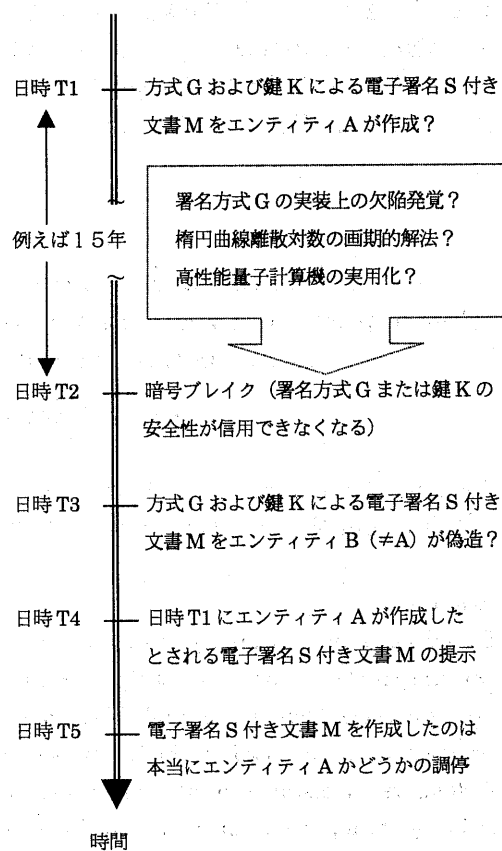 日時 T1
方式 G および鍵 K による電子署名 S 付き
文書 M をエンティティ A が作成?
署名方式 G の実装上の欠陥発覚?
例えば15年
楕円曲線離散対数の画期的解法?
高性能量子計算機の実用化?
日時 T2
暗号ブレイク(署名方式 G または鍵 K の
安全性が信用できなくなる)
日時 T3
方式 G および鍵 K による電子署名 S 付き
文書 M をエンティティ B(≠A)が偽造?
日時 T4
日時 T1 にエンティティ A が作成した
とされる電子署名 S 付き文書 M の提示
日時 T5
電子署名 S 付き文書 M を作成したのは
本当にエンティティ A かどうかの調停
時間